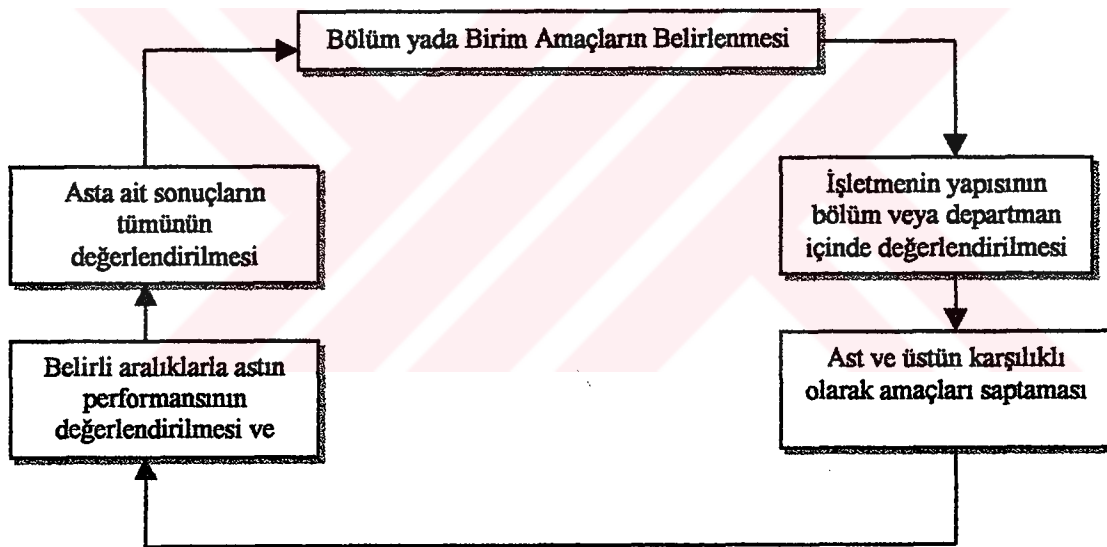 Bölüm yada Birim Amaçların Belirlenmesi
İşletmenin yapısının
bölüm veya departman
içinde değerlendirilmesi
Ast ve üstün karşılıklı
olarak amaçları saptaması
Belirli aralıklarla astın
performansının
değerlendirilmesi ve
Asta ait sonuçların
tümünün
değerlendirilmesi